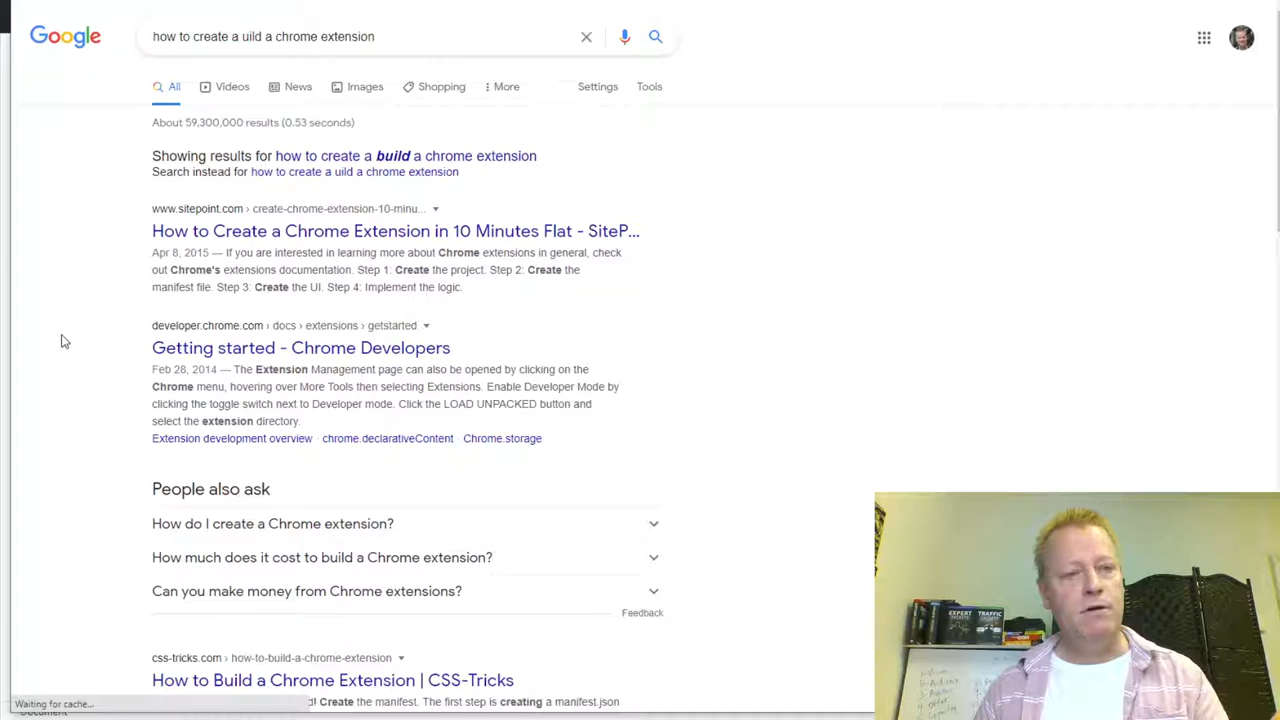 Google
how to create a uild a chrome extension
All
Videos
News
Images
Shopping
More
Settings
Tools
About 59,300,000 results (0.53 seconds)
Showing results for how to create a build a chrome extension
Search instead for how to create a uild a chrome extension
www.sitepoint.com › create-chrome-extension-10-minu...
How to Create a Chrome Extension in 10 Minutes Flat - SiteP...
Apr 8, 2015 — If you are interested in learning more about Chrome extensions in general, check
out Chrome's extensions documentation. Step 1: Create the project. Step 2: Create the
manifest file. Step 3: Create the UI. Step 4: Implement the logic.
developer.chrome.com › docs › extensions › getstarted
Getting started - Chrome Developers
Feb 28, 2014 — The Extension Management page can also be opened by clicking on the
Chrome menu, hovering over More Tools then selecting Extensions. Enable Developer Mode by
clicking the toggle switch next to Developer mode. Click the LOAD UNPACKED button and
select the extension directory.
Extension development overview · chrome.declarativeContent · Chrome.storage
People also ask
How do I create a Chrome extension?
How much does it cost to build a Chrome extension?
Can you make money from Chrome extensions?
Feedback
css-tricks.com › how-to-build-a-chrome-extension
How to Build a Chrome Extension | CSS-Tricks
Create the manifest. The first step is creating a manifest.json
Waiting for cache...
EXPERT
SECRETS
TRAFFIC
SECRETS